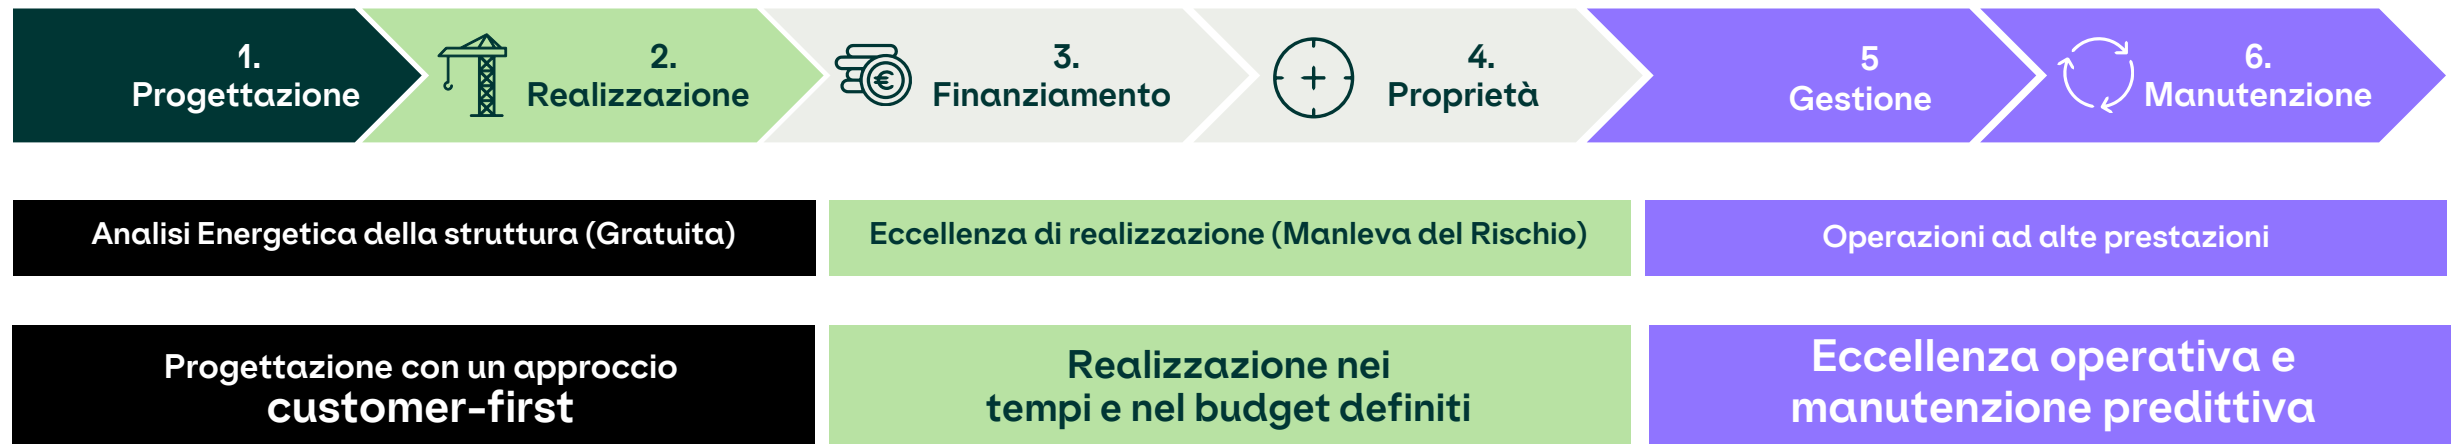 1.
Progettazione
2.
Realizzazione
€
3.
Finanziamento
4.
Proprietà
5
Gestione
6.
Manutenzione
Analisi Energetica della struttura (Gratuita)
Eccellenza di realizzazione (Manleva del Rischio)
Operazioni ad alte prestazioni
Progettazione con un approccio
customer-first
Realizzazione nei
tempi e nel budget definiti
Eccellenza operativa e
manutenzione predittiva